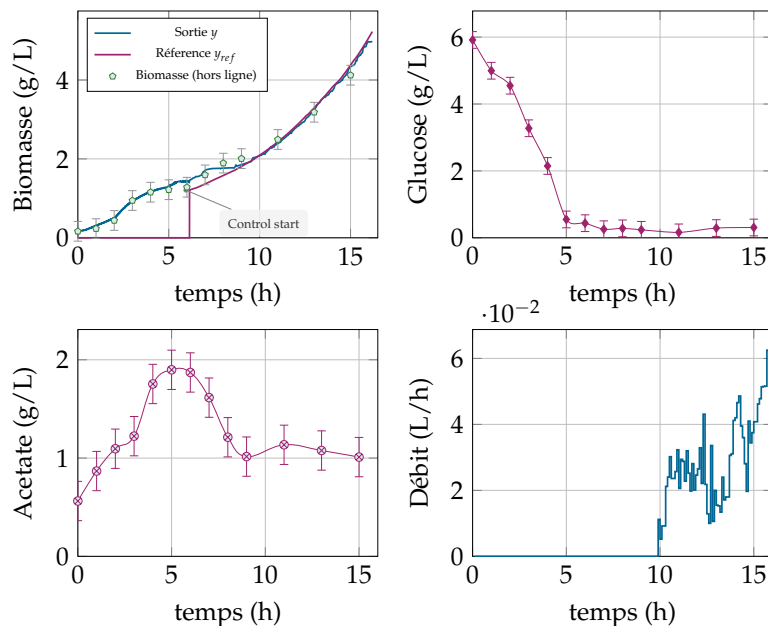 Sortie y
Réference y_ref
Biomasse (hors ligne)
Control start
Biomasse (g/L)
4
2
0
0 5 10 15
temps (h)
Glucose (g/L)
6
4
2
0
0 5 10 15
temps (h)
Acetate (g/L)
2
1
0
0 5 10 15
temps (h)
·10⁻²
Débit (L/h)
6
4
2
0
0 5 10 15
temps (h)